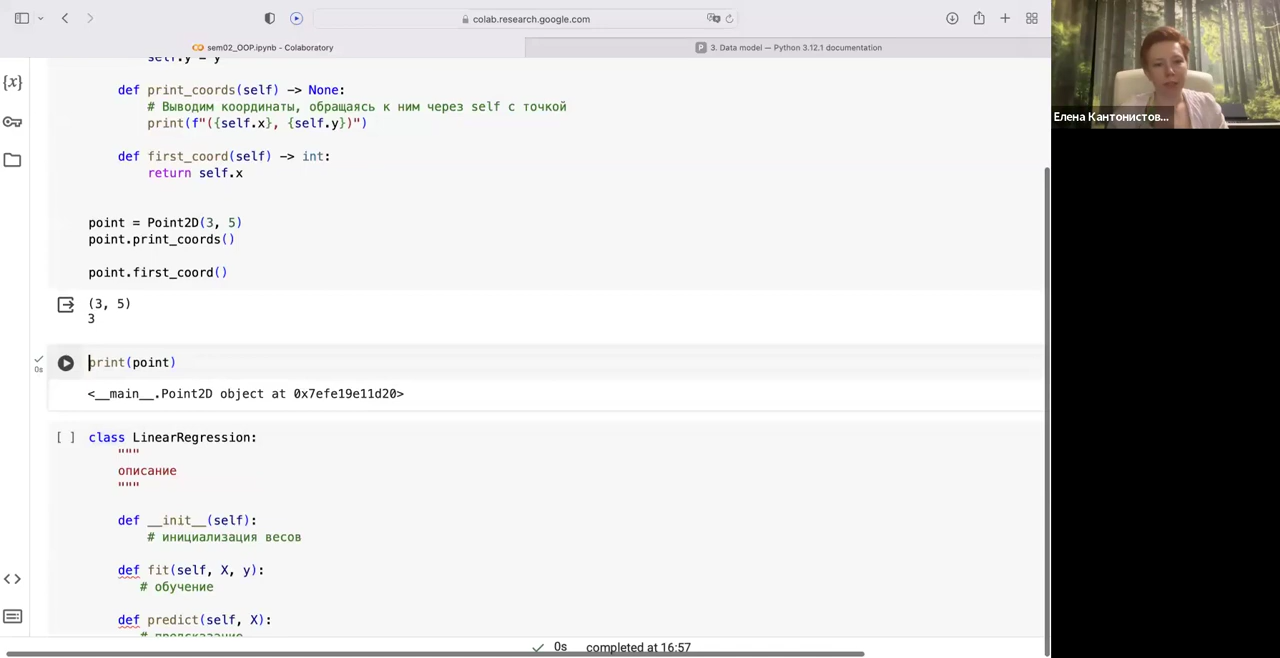 colab.research.google.com
sem02_OOP.ipynb - Colaboratory
3. Data model — Python 3.12.1 documentation
self.y = y
def print_coords(self) -> None:
# Выводим координаты, обращаясь к ним через self с точкой
print(f"({self.x}, {self.y})")
def first_coord(self) -> int:
return self.x
point = Point2D(3, 5)
point.print_coords()
point.first_coord()
(3, 5)
3
0s
print(point)
<__main__.Point2D object at 0x7efe19e11d20>
[ ] class LinearRegression:
"""
описание
"""
def __init__(self):
# инициализация весов
def fit(self, X, y):
# обучение
def predict(self, X):
# предсказание
0s completed at 16:57
Елена Кантонистов...